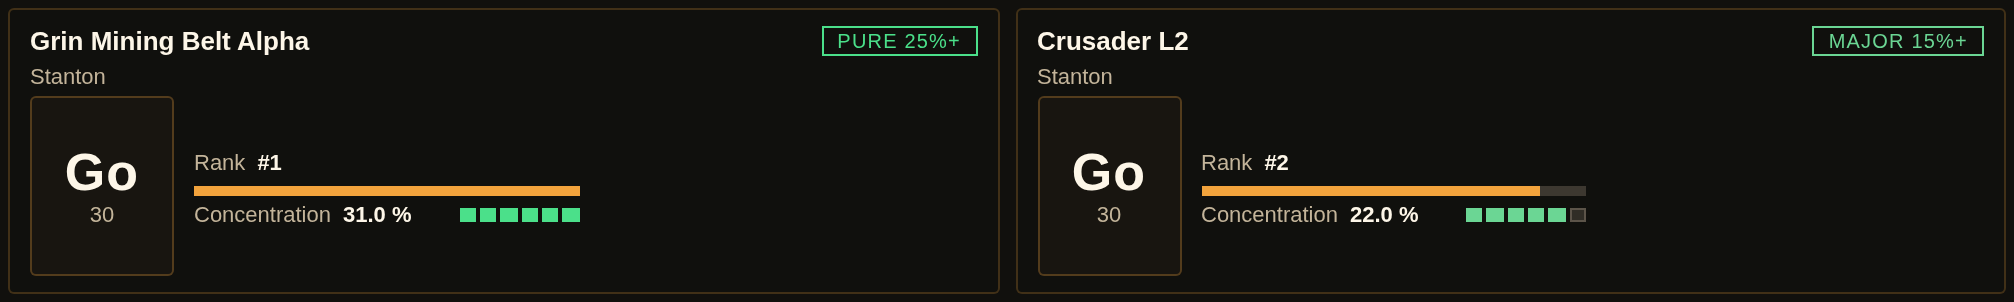 Grin Mining Belt Alpha
PURE 25%+
Stanton
Go
30
Rank #1
Concentration 31.0 %
Crusader L2
MAJOR 15%+
Stanton
Go
30
Rank #2
Concentration 22.0 %